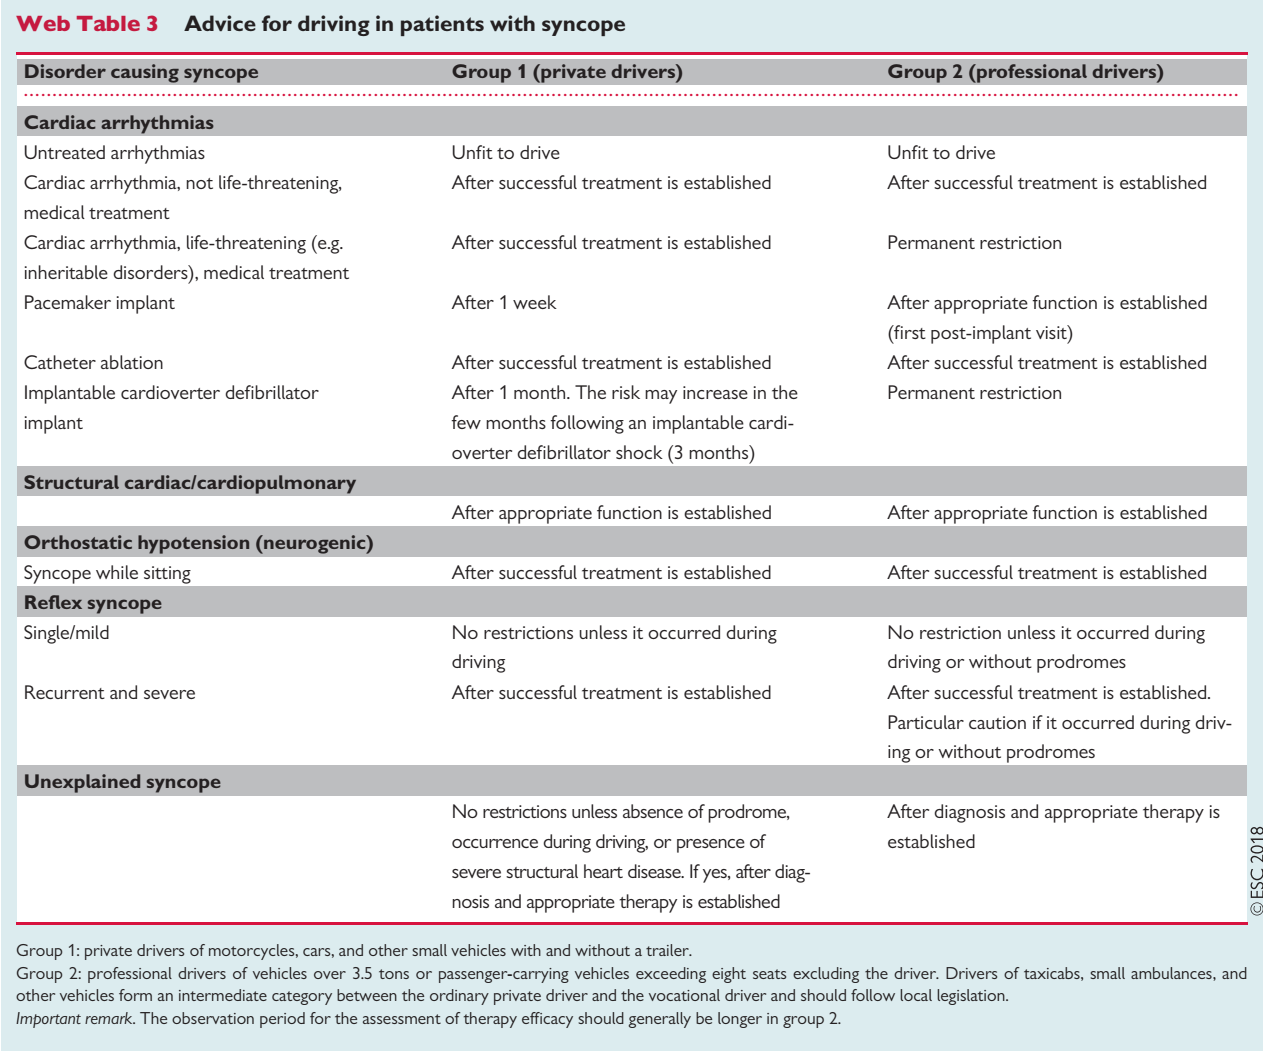 Web Table 3 Advice for driving in patients with syncope
Disorder causing syncope Group 1 (private drivers) Group 2 (professional drivers)
Cardiac arrhythmias
Untreated arrhythmias Unfit to drive Unfit to drive
Cardiac arrhythmia, not life-threatening, After successful treatment is established After successful treatment is established
medical treatment
Cardiac arrhythmia, life-threatening (e.g. After successful treatment is established Permanent restriction
inheritable disorders), medical treatment
Pacemaker implant After 1 week After appropriate function is established
(first post-implant visit)
Catheter ablation After successful treatment is established After successful treatment is established
Implantable cardioverter defibrillator After 1 month. The risk may increase in the Permanent restriction
implant few months following an implantable cardi-
overter defibrillator shock (3 months)
Structural cardiac/cardiopulmonary
After appropriate function is established After appropriate function is established
Orthostatic hypotension (neurogenic)
Syncope while sitting After successful treatment is established After successful treatment is established
Reflex syncope
Single/mild No restrictions unless it occurred during No restriction unless it occurred during
driving driving or without prodromes
Recurrent and severe After successful treatment is established After successful treatment is established.
Particular caution if it occurred during driv-
ing or without prodromes
Unexplained syncope
No restrictions unless absence of prodrome, After diagnosis and appropriate therapy is
occurrence during driving, or presence of established
severe structural heart disease. If yes, after diag-
nosis and appropriate therapy is established
©ESC 2018
Group 1: private drivers of motorcycles, cars, and other small vehicles with and without a trailer.
Group 2: professional drivers of vehicles over 3.5 tons or passenger-carrying vehicles exceeding eight seats excluding the driver. Drivers of taxicabs, small ambulances, and
other vehicles form an intermediate category between the ordinary private driver and the vocational driver and should follow local legislation.
Important remark. The observation period for the assessment of therapy efficacy should generally be longer in group 2.